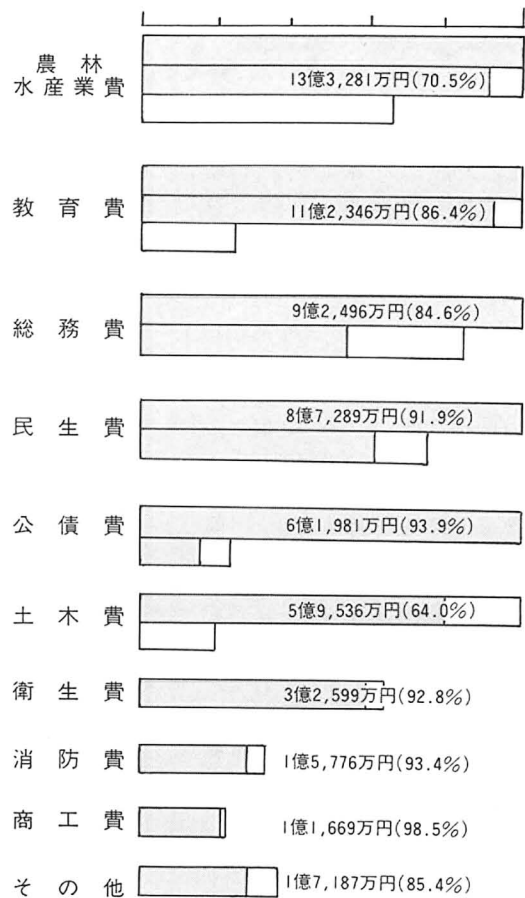 農林
水産業費
13億3,281万円(70.5%)
教育費
11億2,346万円(86.4%)
総務費
9億2,496万円(84.6%)
民生費
8億7,289万円(91.9%)
公債費
6億1,981万円(93.9%)
土木費
5億9,536万円(64.0%)
衛生費
3億2,599万円(92.8%)
消防費
1億5,776万円(93.4%)
商工費
1億1,669万円(98.5%)
その他
1億7,187万円(85.4%)